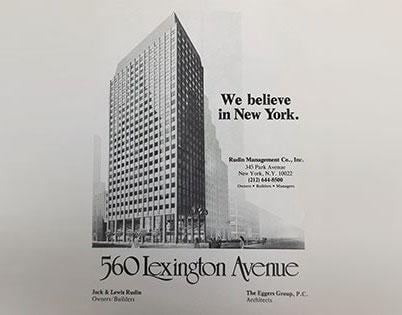 We believe
in New York.
Rudin Management Co., Inc.
345 Park Avenue
New York, N.Y. 10022
(212) 644-8500
Owners • Builders • Managers
560 Lexington Avenue
Jack & Lewis Rudin
Owners/Builders
The Eggers Group, P.C.
Architects